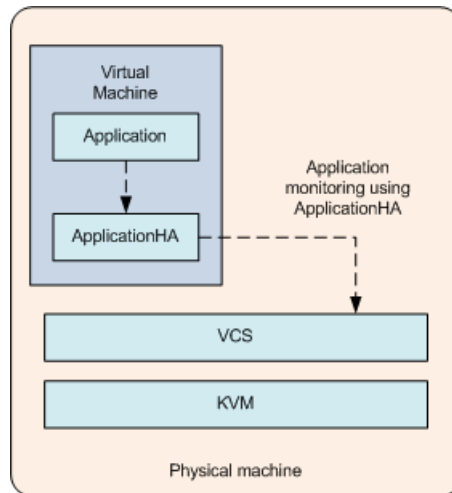 Virtual
Machine
Application
ApplicationHA
Application
monitoring using
ApplicationHA
VCS
KVM
Physical machine